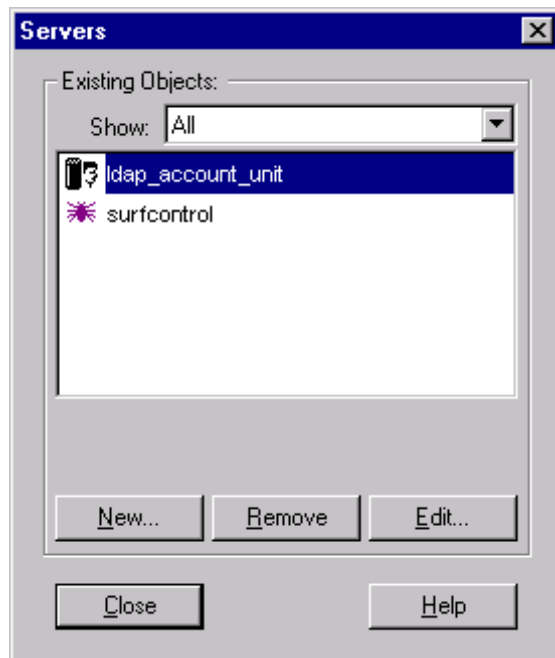 Servers
Existing Objects:
Show: All
ldap_account_unit
surfcontrol
New... Remove Edit...
Close Help